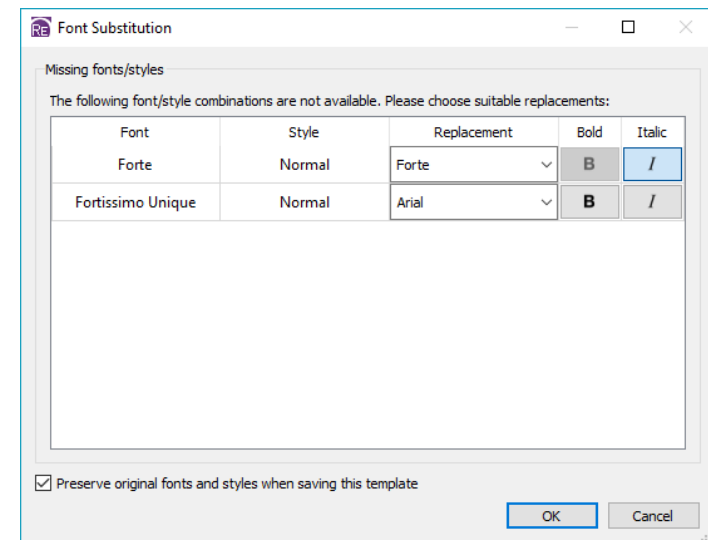 RE Font Substitution
Missing fonts/styles
The following font/style combinations are not available. Please choose suitable replacements:
Font Style Replacement Bold Italic
Forte Normal Forte B I
Fortissimo Unique Normal Arial B I
Preserve original fonts and styles when saving this template
OK Cancel